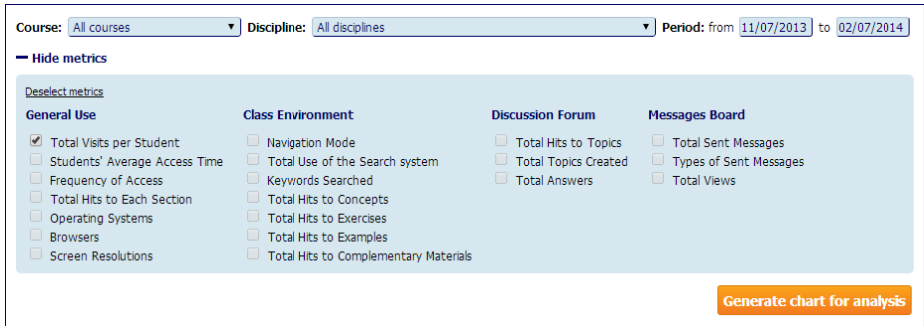 Course: All courses Discipline: All disciplines Period: from 11/07/2013 to 02/07/2014
Hide metrics
Deselect metrics
General Use Class Environment Discussion Forum Messages Board
Total Visits per Student Navigation Mode Total Hits to Topics Total Sent Messages
Students' Average Access Time Total Use of the Search system Total Topics Created Types of Sent Messages
Frequency of Access Keywords Searched Total Answers Total Views
Total Hits to Each Section Total Hits to Concepts
Operating Systems Total Hits to Exercises
Browsers Total Hits to Examples
Screen Resolutions Total Hits to Complementary Materials
Generate chart for analysis